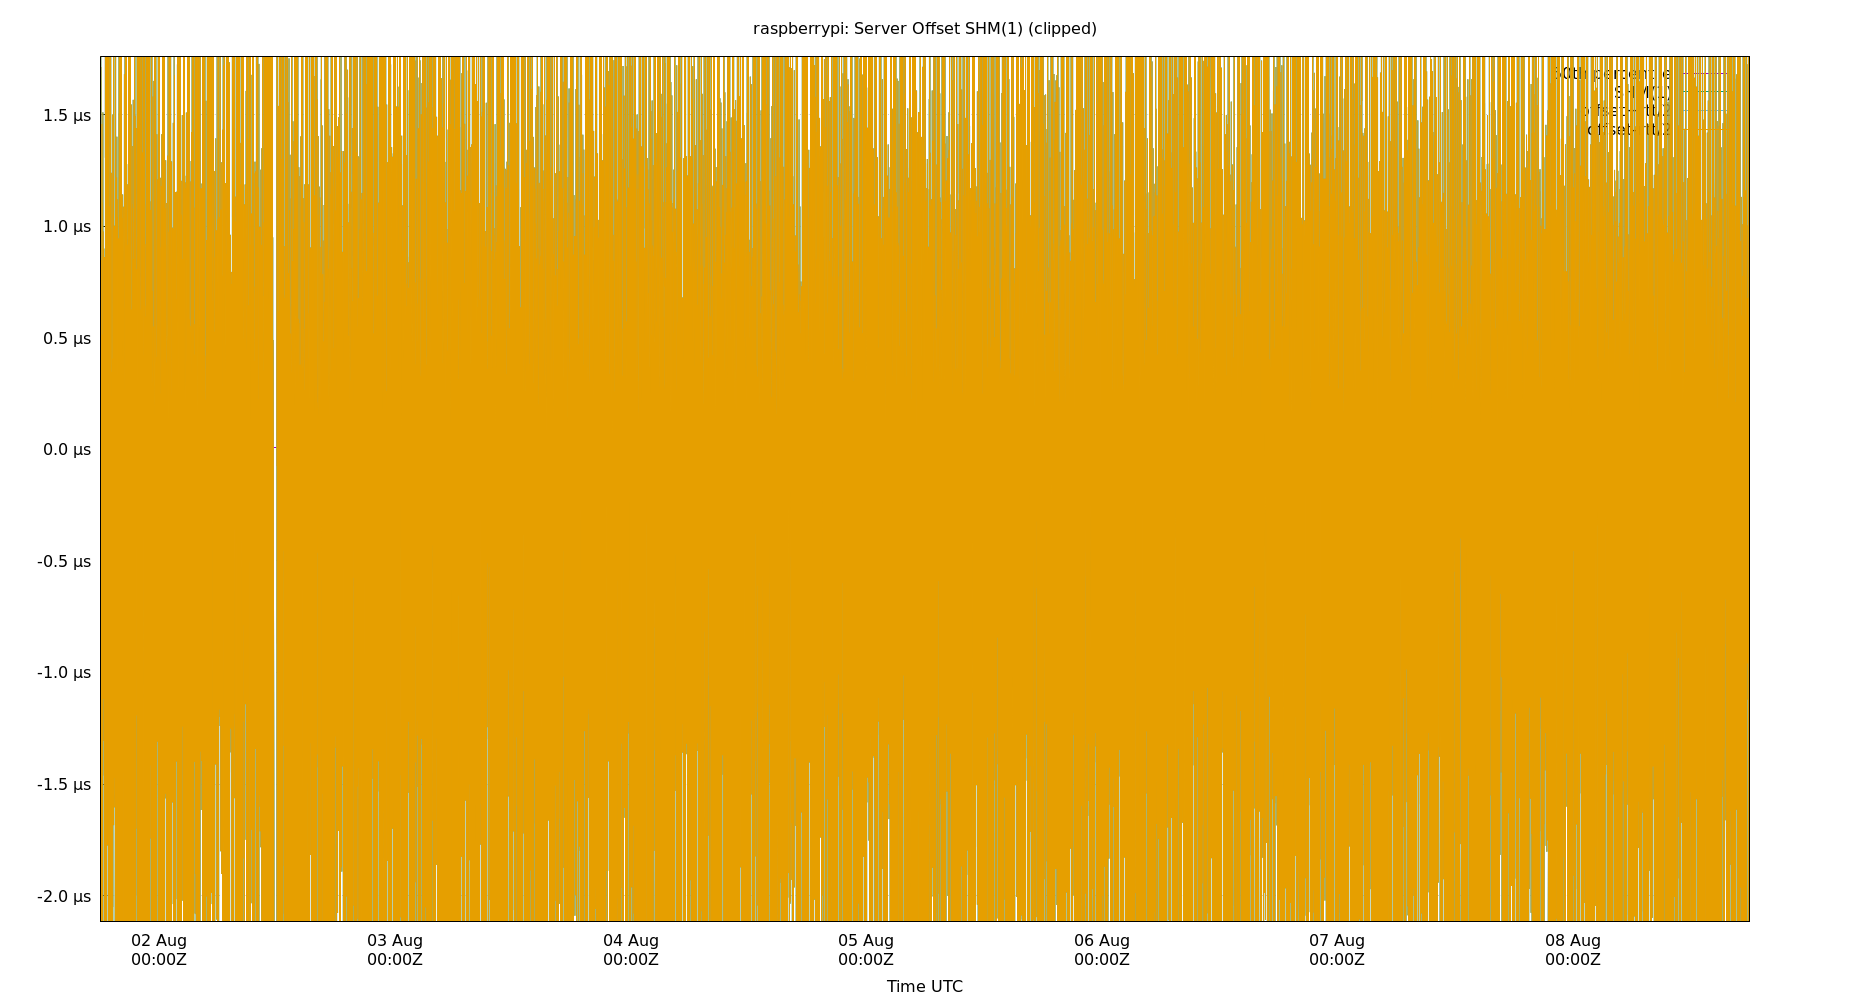 raspberrypi: Server Offset SHM(1) (clipped)
1.5 µs
1.0 µs
0.5 µs
0.0 µs
-0.5 µs
-1.0 µs
-1.5 µs
-2.0 µs
02 Aug 03 Aug 04 Aug 05 Aug 06 Aug 07 Aug 08 Aug
00:00Z 00:00Z 00:00Z 00:00Z 00:00Z 00:00Z 00:00Z
Time UTC